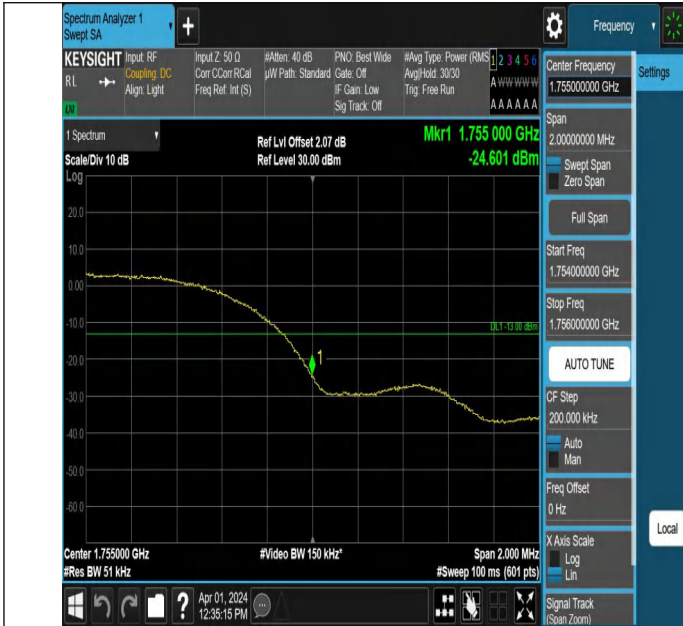 Spectrum Analyzer 1
Swept SA
+
Frequency
KEYSIGHT
RL
LXI
Input: RF
Coupling: DC
Align: Light
Input Z: 50 Ω
Corr CCorr RCal
Freq Ref: Int (S)
#Atten: 40 dB
µW Path: Standard
PNO: Best Wide
Gate: Off
IF Gain: Low
Sig Track: Off
#Avg Type: Power (RMS
Avg|Hold: 30/30
Trig: Free Run
1 2 3 4 5 6
A W W W W W
A A A A A A
1 Spectrum
Scale/Div 10 dB
Log
Ref Lvl Offset 2.07 dB
Ref Level 30.00 dBm
Mkr1 1.755 000 GHz
-24.601 dBm
20.0
10.0
0.00
-10.0
-20.0
-30.0
-40.0
-50.0
-60.0
DL1 -13.00 dBm
1
Center 1.755000 GHz
#Res BW 51 kHz
#Video BW 150 kHz*
Span 2.000 MHz
#Sweep 100 ms (601 pts)
?
Apr 01, 2024
12:35:15 PM
Center Frequency
1.755000000 GHz
Span
2.00000000 MHz
Swept Span
Zero Span
Full Span
Start Freq
1.754000000 GHz
Stop Freq
1.756000000 GHz
AUTO TUNE
CF Step
200.000 kHz
Auto
Man
Freq Offset
0 Hz
X Axis Scale
Log
Lin
Signal Track
(Span Zoom)
Settings
Local